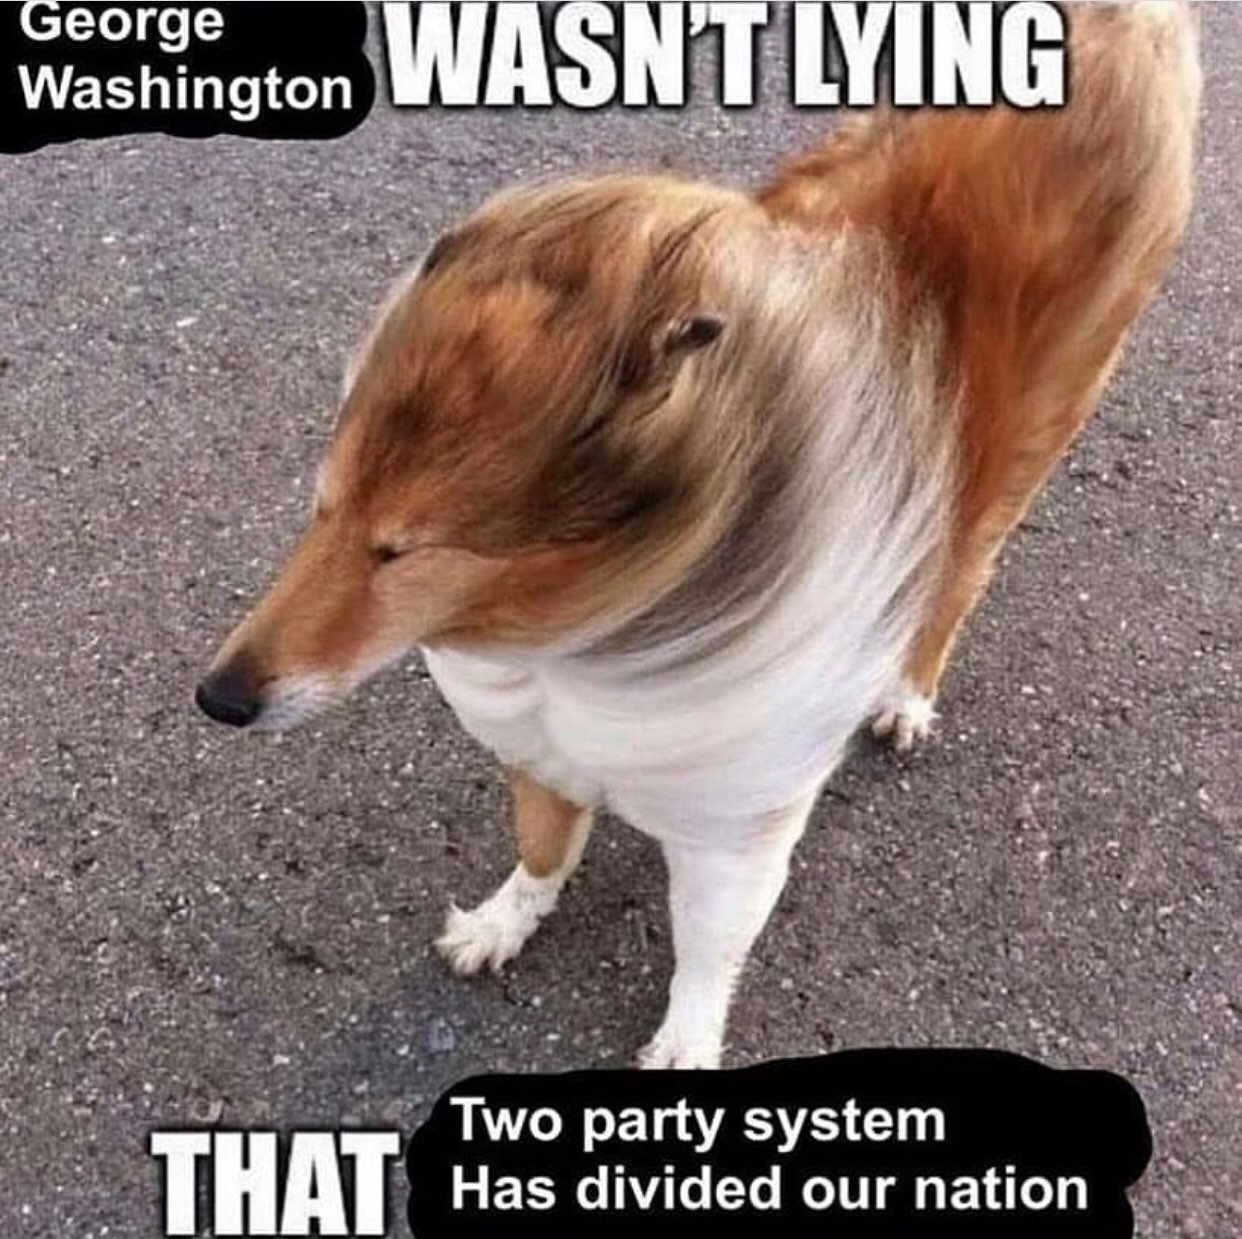 George
Washington WASN'T LYING
THAT Two party system
Has divided our nation